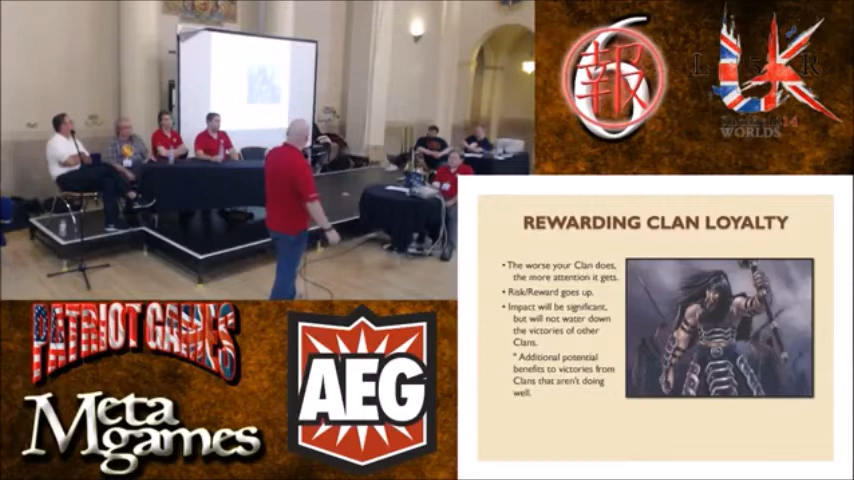 報
L5R
UK
WORLDS
REWARDING CLAN LOYALTY
• The worse your Clan does,
the more attention it gets.
• Risk/Reward goes up.
• Impact will be significant,
but will not water down
the victories of other
Clans.
* Additional potential
benefits to victories from
Clans that aren't doing
well.
PATRIOT GAMES
Meta
games
AEG